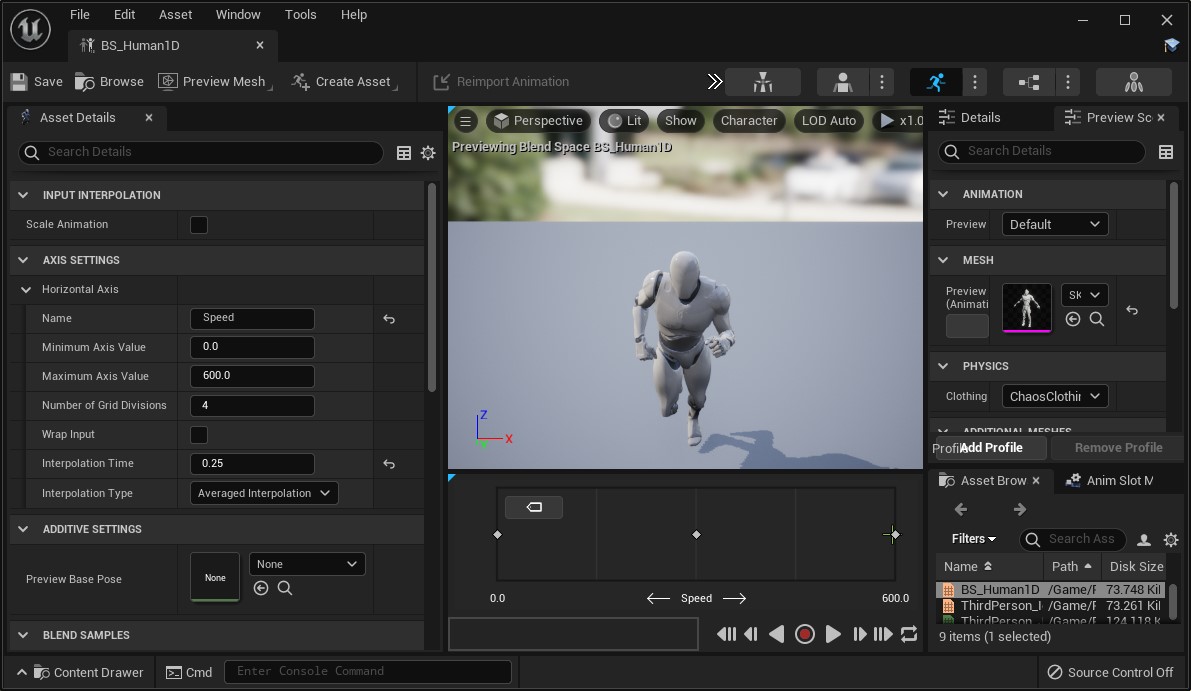 File Edit Asset Window Tools Help
BS_Human1D
Save Browse Preview Mesh Create Asset Reimport Animation
Asset Details
Search Details
INPUT INTERPOLATION
Scale Animation
AXIS SETTINGS
Horizontal Axis
Name Speed
Minimum Axis Value 0.0
Maximum Axis Value 600.0
Number of Grid Divisions 4
Wrap Input
Interpolation Time 0.25
Interpolation Type Averaged Interpolation
ADDITIVE SETTINGS
Preview Base Pose None None
BLEND SAMPLES
Perspective Lit Show Character LOD Auto x1.0
Previewing Blend Space BS_Human1D
Z
X
0.0 Speed 600.0
Details Preview Sc
Search Details
ANIMATION
Preview Default
MESH
Preview
(Animati
SK
PHYSICS
Clothing ChaosClothin
ADDITIONAL MESHES
Profil Add Profile Remove Profile
Asset Brow Anim Slot M
Filters Search Ass
Name Path Disk Size
BS_Human1D /Game/F 73.748 Kil
ThirdPerson_I /Game/F 73.261 Kil
ThirdPerson /Game/F 124.118 K
9 items (1 selected)
Content Drawer Cmd Enter Console Command Source Control Off